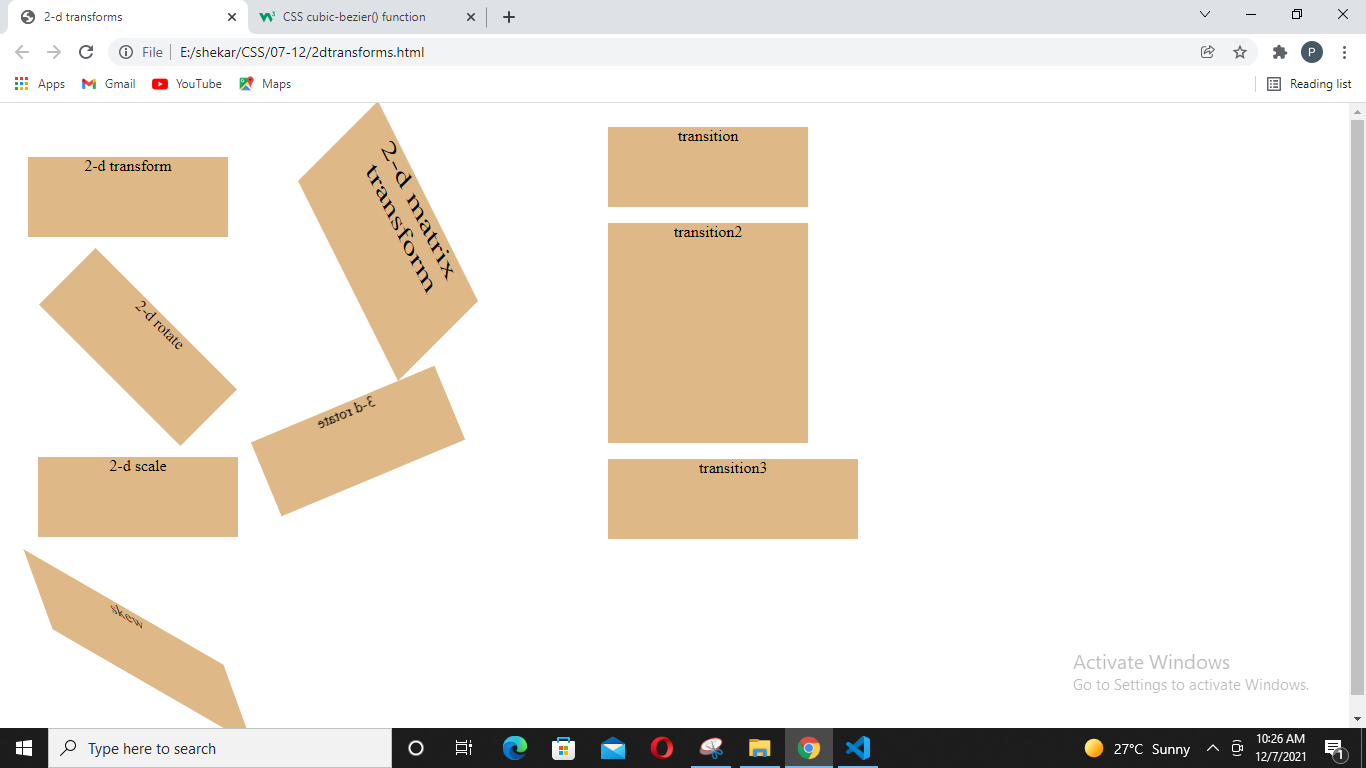 2-d transforms
CSS cubic-bezier() function
File
E:/shekar/CSS/07-12/2dtransforms.html
P
Apps
Gmail
YouTube
Maps
Reading list
2-d transform
2-d matrix
transform
transition
2-d rotate
transition2
3-d rotate
2-d scale
transition3
skew
Activate Windows
Go to Settings to activate Windows.
Type here to search
27°C Sunny
10:26 AM
12/7/2021
1